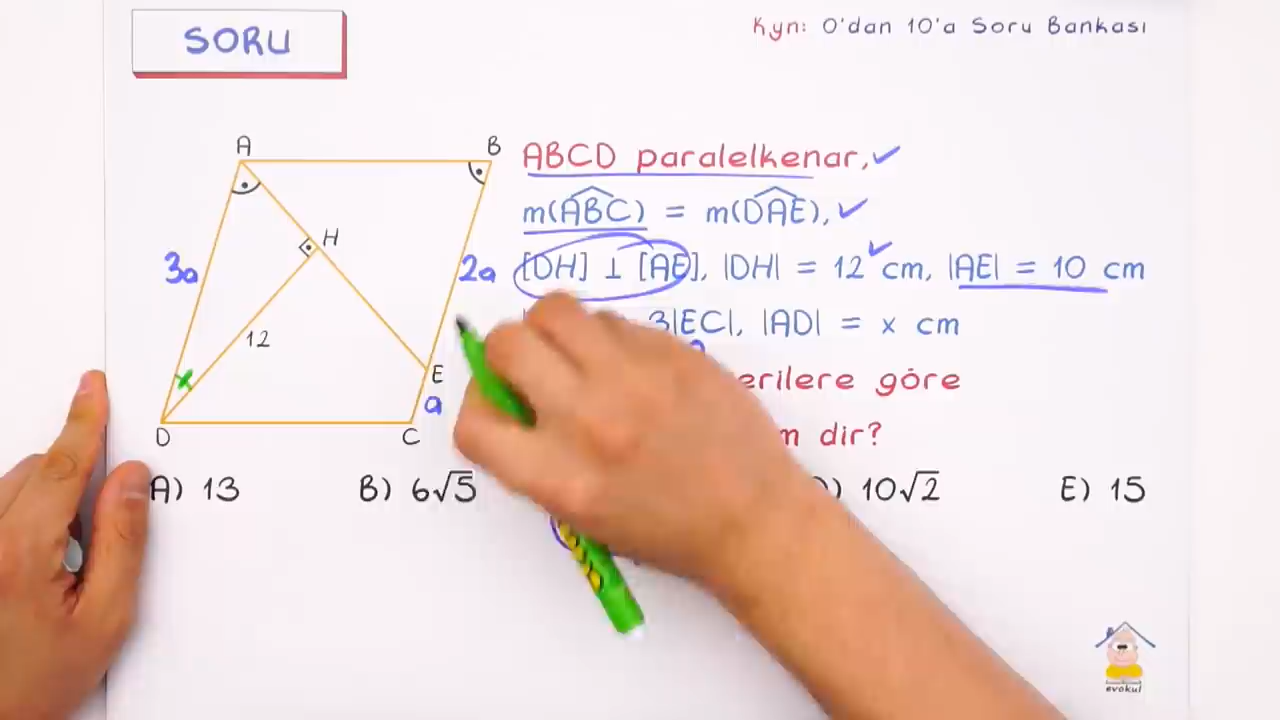 SORU
Kyn: 0'dan 10'a Soru Bankası
A
B
ABCD paralelkenar, ✓
m(ABC) = m(DAE), ✓
H
3a
2a
[DH] ⊥ [AE], |DH| = 12 cm, |AE| = 10 cm
3|EC|, |AD| = x cm
12
x
E
a
göre
D
C
dir?
A) 13
B) 6√5
10√2
E) 15
evokul